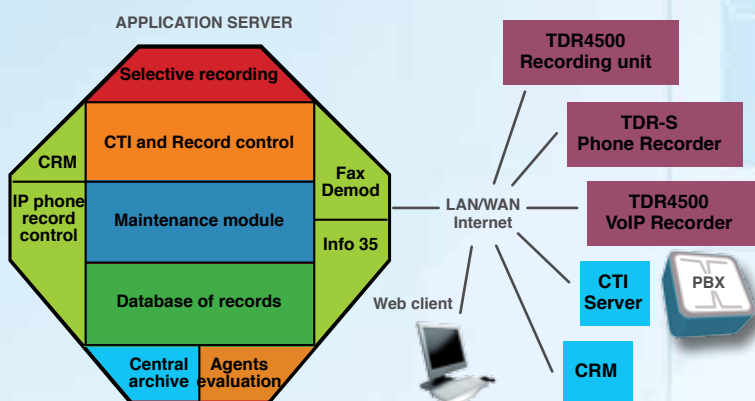 APPLICATION SERVER
Selective recording
CRM
CTI and Record control
Fax
Demod
IP phone
record
control
Maintenance module
Info 35
Database of records
Central
archive
Agents
evaluation
LAN/WAN
Internet
TDR4500
Recording unit
TDR-S
Phone Recorder
TDR4500
VoIP Recorder
CTI
Server
PBX
Web client
CRM